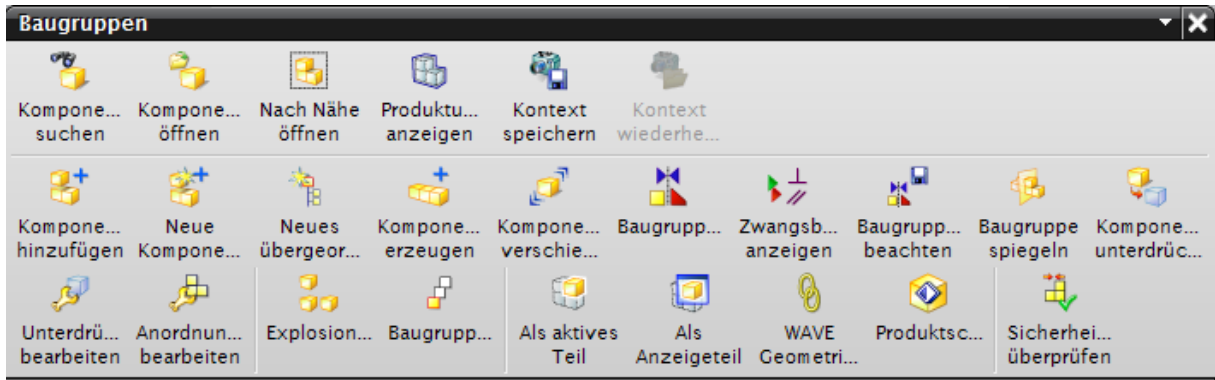 Baugruppen
Kompone... Kompone... Nach Nähe Produktu... Kontext Kontext
suchen öffnen öffnen anzeigen speichern wiederhe...
Kompone... Neue Neues Kompone... Kompone... Baugrupp... Zwangsb... Baugrupp... Baugruppe Kompone...
hinzufügen Kompone... übergeor... erzeugen verschie... anzeigen beachten spiegeln unterdrüc...
Unterdrü... Anordnun... Explosion... Baugrupp... Als aktives Als WAVE Produktsc... Sicherhei...
bearbeiten bearbeiten Teil Anzeigeteil Geometri... überprüfen